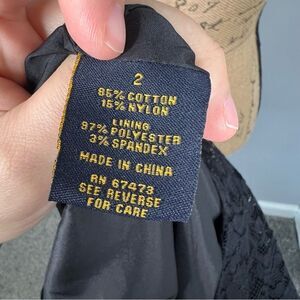 2
85% COTTON
15% NYLON
LINING
97% POLYESTER
3% SPANDEX
MADE IN CHINA
RN 67473
SEE REVERSE
FOR CARE